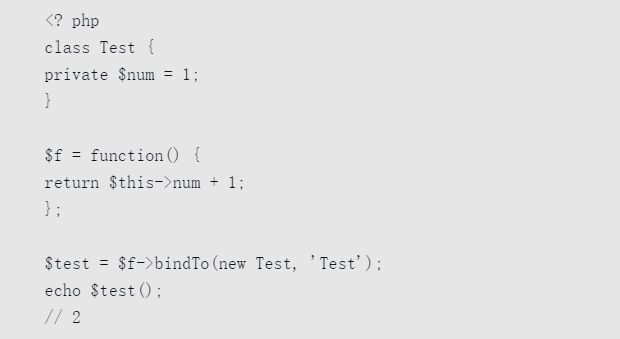 <? php
class Test {
private $num = 1;
}
$f = function() {
return $this->num + 1;
};
$test = $f->bindTo(new Test, 'Test');
echo $test();
// 2